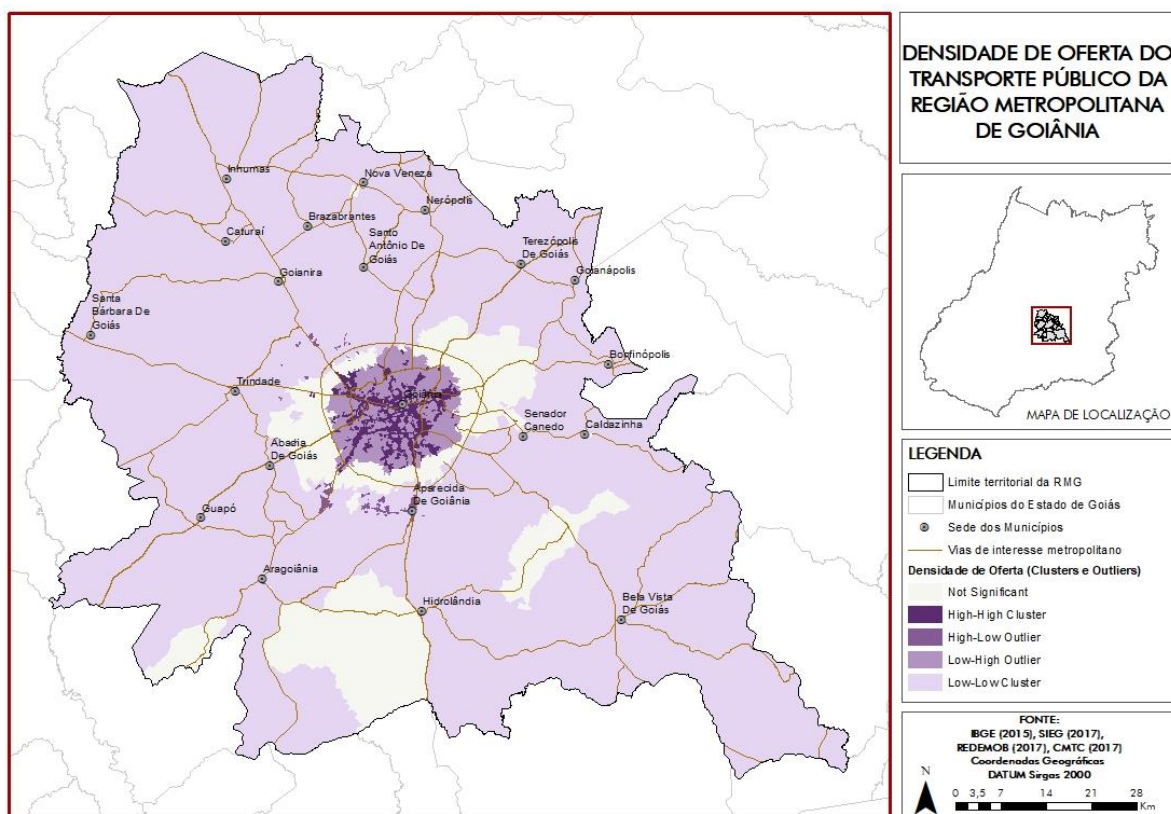 DENSIDADE DE OFERTA DO
TRANSPORTE PÚBLICO DA
REGIÃO METROPOLITANA
DE GOIÂNIA
Inhumas
Nova Veneza
Nerópolis
Brazabrantes
Caturaí
Santo
Antônio De
Goiás
Terezópolis
De Goiás
Goianira
Goianápolis
Santa
Bárbara De
Goiás
Bonfinópolis
Trindade
Goiânia
Senador
Canedo
Caldazinha
Abadia
De Goiás
Aparecida
De Goiânia
Guapó
Aragoiânia
Hidrolândia
Bela Vista
De Goiás
MAPA DE LOCALIZAÇÃO
LEGENDA
Limite territorial da RMG
Municípios do Estado de Goiás
Sede dos Municípios
Vias de interesse metropolitano
Densidade de Oferta (Clusters e Outliers)
Not Significant
High-High Cluster
High-Low Outlier
Low-High Outlier
Low-Low Cluster
FONTE:
IBGE (2015), SIEG (2017),
REDEMOB (2017), CMTC (2017)
Coordenadas Geográficas
DATUM Sirgas 2000
N
0 3,5 7 14 21 28
Km